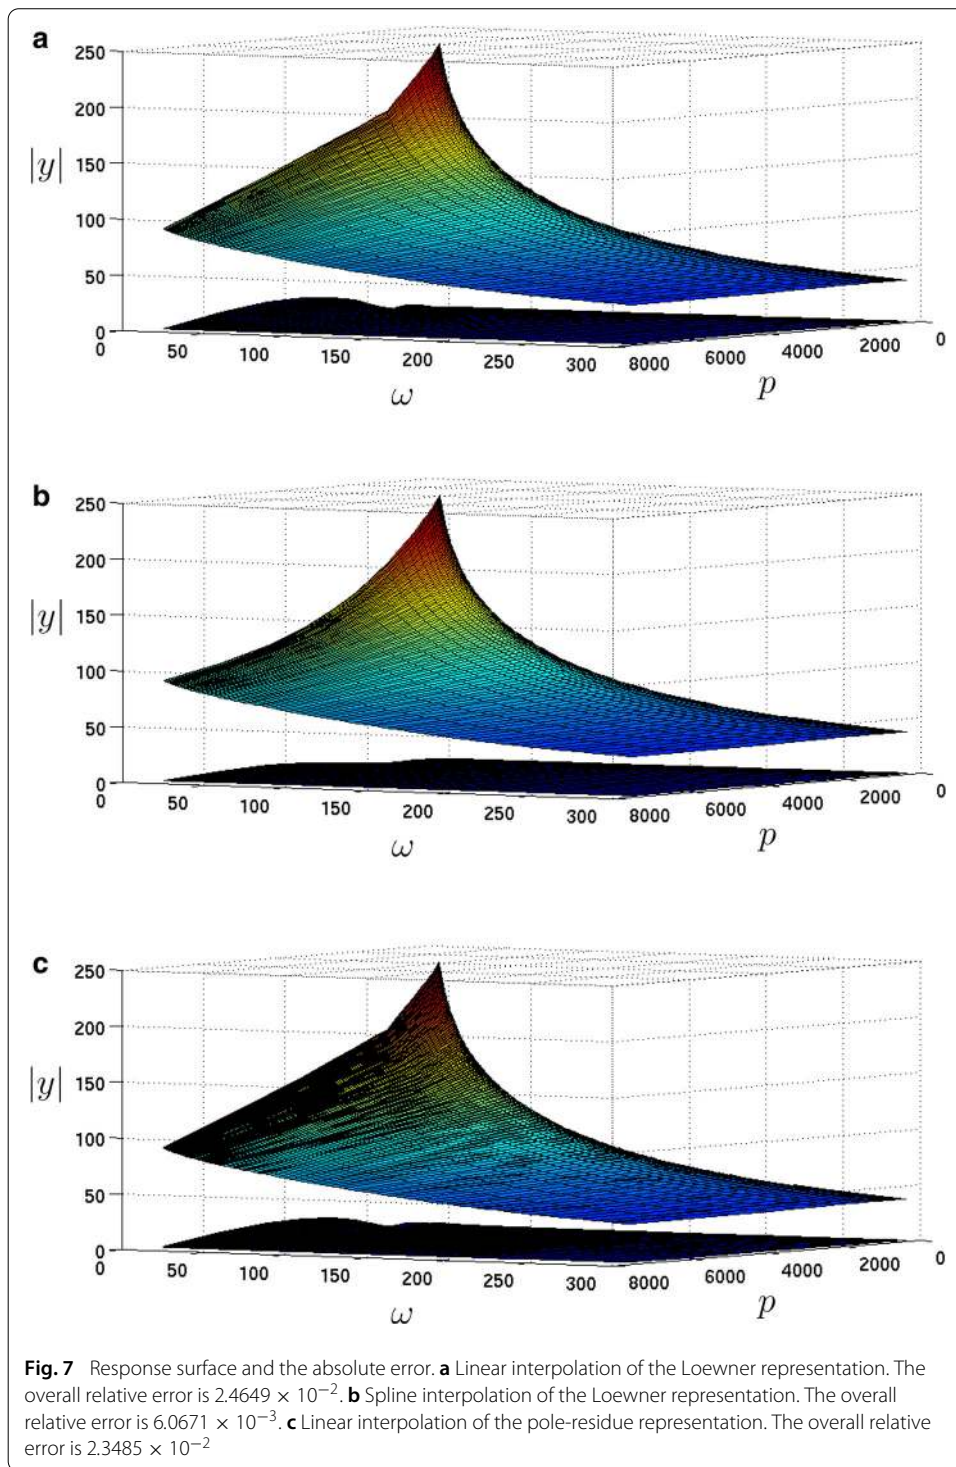 a
250
200
150
|y|
100
50
0
0 50 100 150 200 250 300 8000 6000 4000 2000 0
ω p
b
250
200
150
|y|
100
50
0
0 50 100 150 200 250 300 8000 6000 4000 2000 0
ω p
c
250
200
150
|y|
100
50
0
0 50 100 150 200 250 300 8000 6000 4000 2000 0
ω p
Fig. 7 Response surface and the absolute error. a Linear interpolation of the Loewner representation. The
overall relative error is 2.4649 × 10⁻². b Spline interpolation of the Loewner representation. The overall
relative error is 6.0671 × 10⁻³. c Linear interpolation of the pole-residue representation. The overall relative
error is 2.3485 × 10⁻²